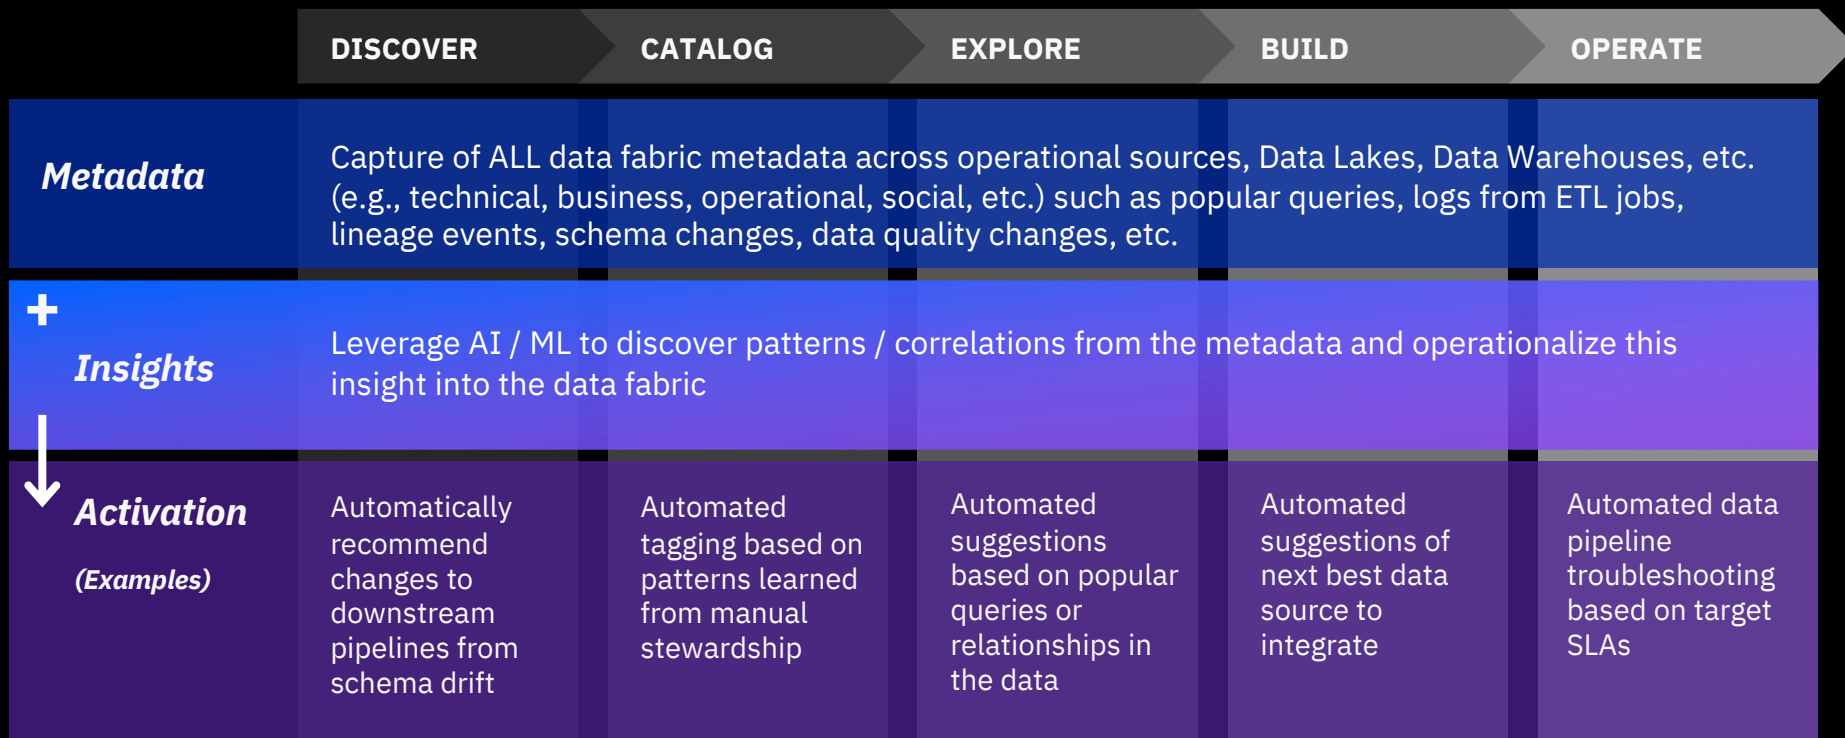 DISCOVER
CATALOG
EXPLORE
BUILD
OPERATE
Metadata
Capture of ALL data fabric metadata across operational sources, Data Lakes, Data Warehouses, etc.
(e.g., technical, business, operational, social, etc.) such as popular queries, logs from ETL jobs,
lineage events, schema changes, data quality changes, etc.
+
Insights
Leverage AI / ML to discover patterns / correlations from the metadata and operationalize this
insight into the data fabric
Activation
(Examples)
Automatically
recommend
changes to
downstream
pipelines from
schema drift
Automated
tagging based on
patterns learned
from manual
stewardship
Automated
suggestions
based on popular
queries or
relationships in
the data
Automated
suggestions of
next best data
source to
integrate
Automated data
pipeline
troubleshooting
based on target
SLAs